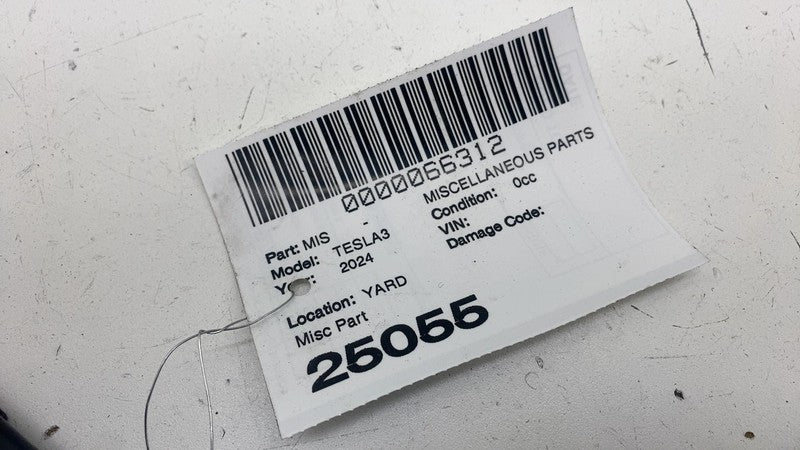 0000066312
MISCELLANEOUS PARTS
Part: MIS -
Condition: 0cc
Model: TESLA3
VIN:
2024
Damage Code:
Location: YARD
Misc Part
25055